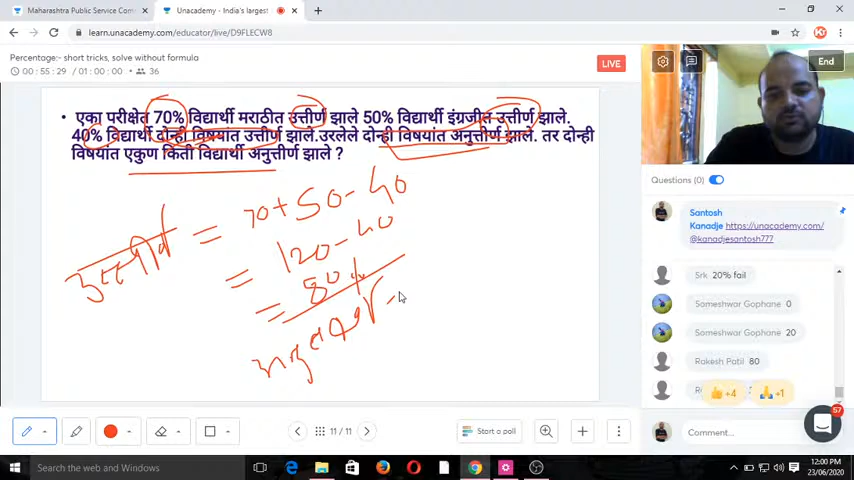 Maharashtra Public Service Com
Unacademy - India's largest
learn.unacademy.com/educator/live/D9FLECW8
Percentage:- short tricks, solve without formula
00 : 55 : 29 / 01 : 00 : 00 • 36
LIVE
End
• एका परीक्षेत 70% विद्यार्थी मराठीत उत्तीर्ण झाले 50% विद्यार्थी इंग्रजीत उत्तीर्ण झाले.
40% विद्यार्थी दोन्ही विषयांत उत्तीर्ण झाले.उरलेले दोन्ही विषयांत अनुत्तीर्ण झाले. तर दोन्ही
विषयांत एकुण किती विद्यार्थी अनुत्तीर्ण झाले ?
उत्तीर्ण = 70+50-40
= 120-40
= 80%
Questions (0)
Santosh
Kanadje https://unacademy.com/
@kanadjesantosh777
Srk 20% fail
Someshwar Gophane 0
Someshwar Gophane 20
Rakesh Patil 80
+4 +1
57
Comment...
11 / 11
Start a poll
Type here
Search the web and Windows
12:00 PM
23/06/2020